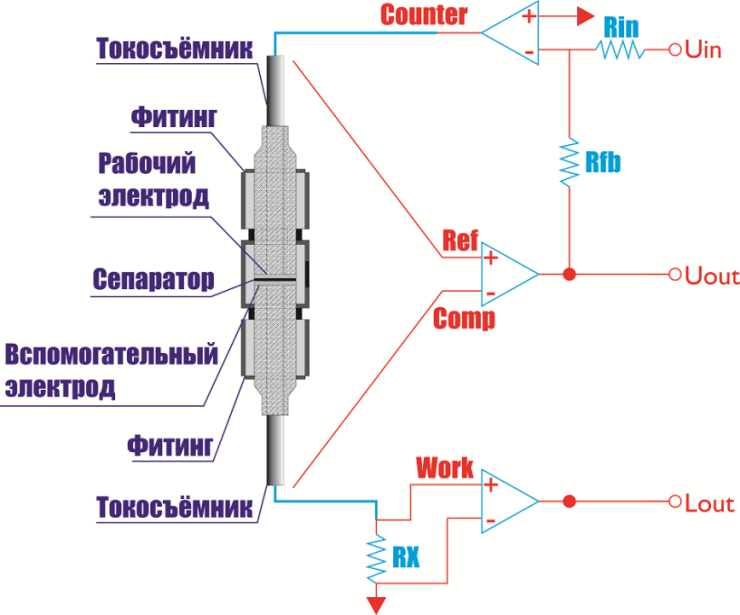 Counter
+
-
Rin
Uin
Токосъёмник
Фитинг
Рабочий
электрод
Rfb
Ref
+
-
Uout
Сепаратор
Comp
Вспомогательный
электрод
Фитинг
Work
+
-
Lout
Токосъёмник
RX